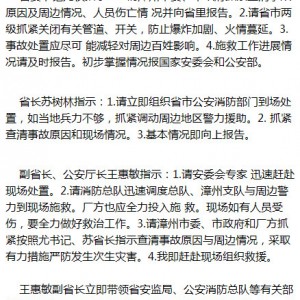 原因及周边情况、人员伤亡情 况并向省里报告。2.请省市两
级抓紧关闭有关管道、开关，防止爆炸加剧、火情蔓延。3.
事故处置应尽可 能减轻对周边百姓影响。4.施救工作进展情
况请及时报告。初步掌握情况报国家安委会和公安部。
省长苏树林指示：1.请立即组织省市公安消防部门到场处
置，如当地兵力不够，抓紧调动周边地区警力援助。2. 抓紧
查清事故原因和现场情况。3.基本情况即向上报告。
副省长、公安厅长王惠敏指示：1.请安委会专家 迅速赶赴
现场处置。2.请消防总队迅速调度总队、漳州支队与周边警
力到现场施救。厂方也应全力投入施 救。现场如有人员受
伤，要全力做好救治工作。3.请漳州市委、市政府和厂方抓
紧按照尤书记、苏省长指示查清事故原因与周边情况，采取
有力措施严防发生次生灾害。4.我即赶赴现场组织救援。
王惠敏副省长立即带领省安监局、公安消防总队等有关部